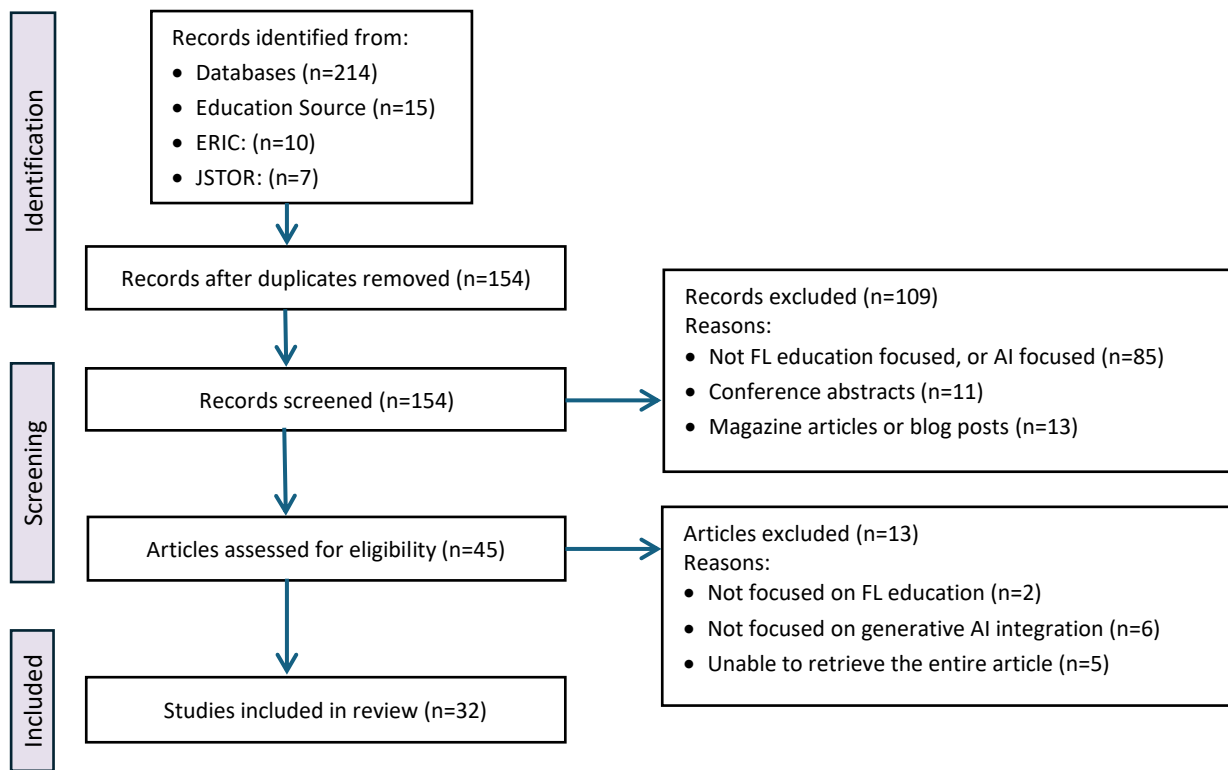 Identification
Records identified from:
• Databases (n=214)
• Education Source (n=15)
• ERIC: (n=10)
• JSTOR: (n=7)
Records after duplicates removed (n=154)
Screening
Records screened (n=154)
Records excluded (n=109)
Reasons:
• Not FL education focused, or AI focused (n=85)
• Conference abstracts (n=11)
• Magazine articles or blog posts (n=13)
Articles assessed for eligibility (n=45)
Articles excluded (n=13)
Reasons:
• Not focused on FL education (n=2)
• Not focused on generative AI integration (n=6)
• Unable to retrieve the entire article (n=5)
Included
Studies included in review (n=32)